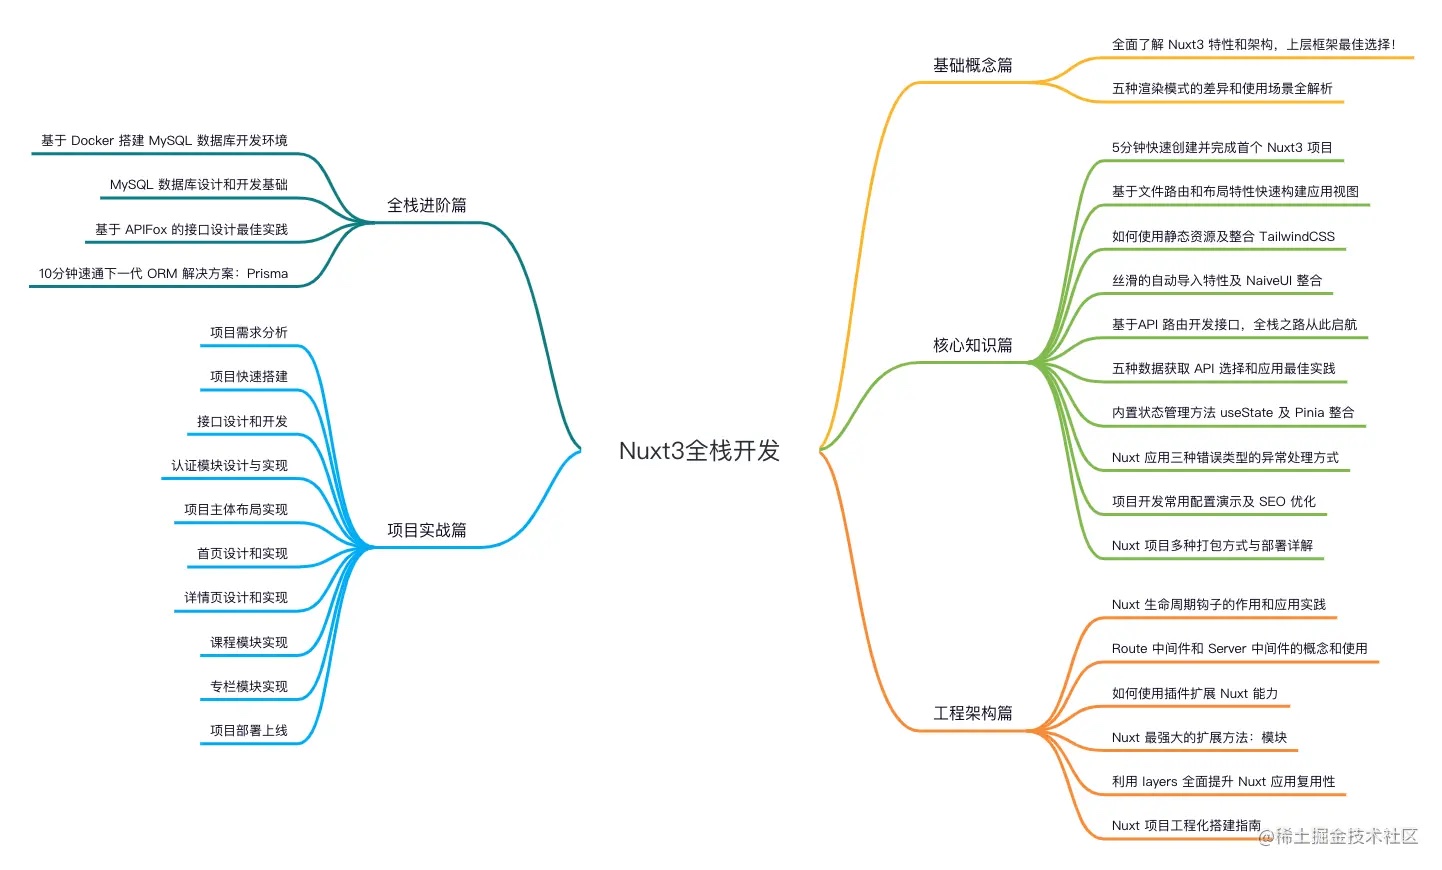 Nuxt3全栈开发
基础概念篇
全面了解 Nuxt3 特性和架构，上层框架最佳选择！
五种渲染模式的差异和使用场景全解析
核心知识篇
5分钟快速创建并完成首个 Nuxt3 项目
基于文件路由和布局特性快速构建应用视图
如何使用静态资源及整合 TailwindCSS
丝滑的自动导入特性及 NaiveUI 整合
基于API 路由开发接口，全栈之路从此启航
五种数据获取 API 选择和应用最佳实践
内置状态管理方法 useState 及 Pinia 整合
Nuxt 应用三种错误类型的异常处理方式
项目开发常用配置演示及 SEO 优化
Nuxt 项目多种打包方式与部署详解
工程架构篇
Nuxt 生命周期钩子的作用和应用实践
Route 中间件和 Server 中间件的概念和使用
如何使用插件扩展 Nuxt 能力
Nuxt 最强大的扩展方法：模块
利用 layers 全面提升 Nuxt 应用复用性
Nuxt 项目工程化搭建指南
全栈进阶篇
基于 Docker 搭建 MySQL 数据库开发环境
MySQL 数据库设计和开发基础
基于 APIFox 的接口设计最佳实践
10分钟速通下一代 ORM 解决方案：Prisma
项目实战篇
项目需求分析
项目快速搭建
接口设计和开发
认证模块设计与实现
项目主体布局实现
首页设计和实现
详情页设计和实现
课程模块实现
专栏模块实现
项目部署上线
@稀土掘金技术社区